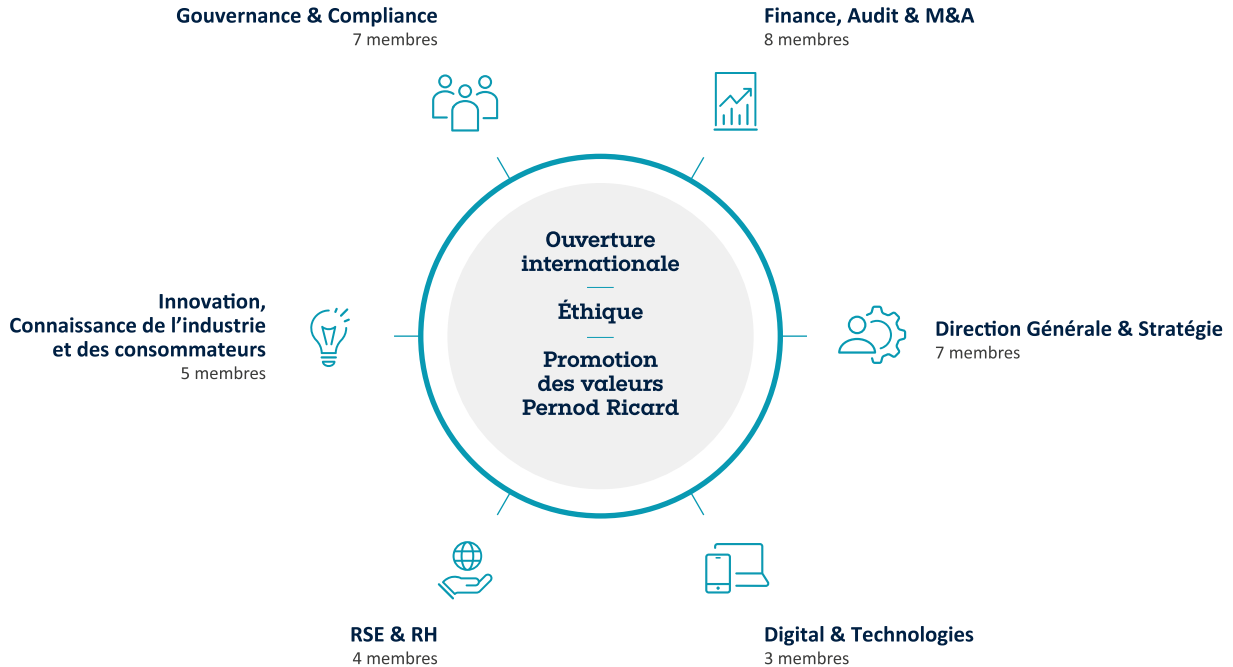 Gouvernance & Compliance
7 membres
Finance, Audit & M&A
8 membres
Ouverture
internationale
Éthique
Promotion
des valeurs
Pernod Ricard
Innovation,
Connaissance de l’industrie
et des consommateurs
5 membres
Direction Générale & Stratégie
7 membres
RSE & RH
4 membres
Digital & Technologies
3 membres